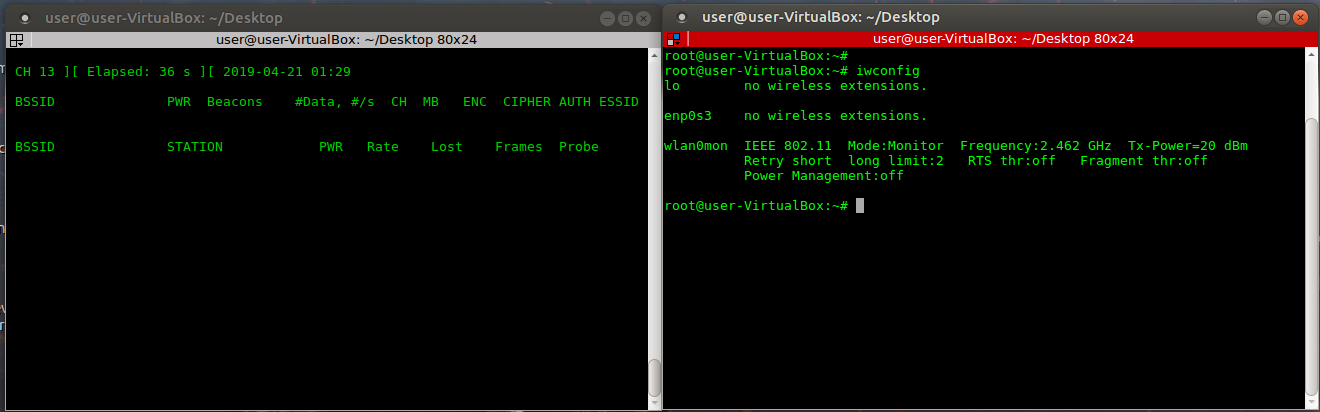 user@user-VirtualBox: ~/Desktop
user@user-VirtualBox: ~/Desktop 80x24
CH 13 ][ Elapsed: 36 s ][ 2019-04-21 01:29
BSSID PWR Beacons #Data, #/s CH MB ENC CIPHER AUTH ESSID
BSSID STATION PWR Rate Lost Frames Probe
user@user-VirtualBox: ~/Desktop
user@user-VirtualBox: ~/Desktop 80x24
root@user-VirtualBox:~#
root@user-VirtualBox:~# iwconfig
lo no wireless extensions.
enp0s3 no wireless extensions.
wlan0mon IEEE 802.11 Mode:Monitor Frequency:2.462 GHz Tx-Power=20 dBm
Retry short long limit:2 RTS thr:off Fragment thr:off
Power Management:off
root@user-VirtualBox:~#